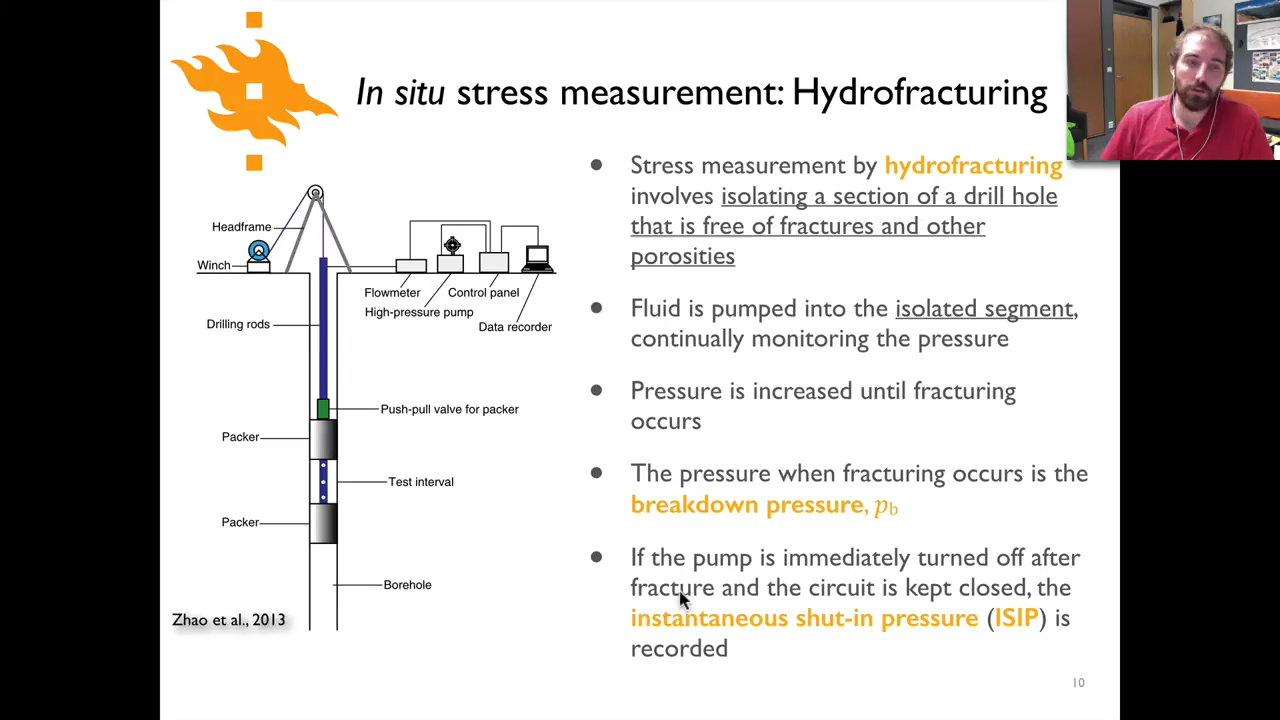 In situ stress measurement: Hydrofracturing
Headframe
Winch
Flowmeter
Control panel
High-pressure pump
Data recorder
Drilling rods
Push-pull valve for packer
Packer
Test interval
Packer
Borehole
Zhao et al., 2013
• Stress measurement by hydrofracturing
involves isolating a section of a drill hole
that is free of fractures and other
porosities
• Fluid is pumped into the isolated segment,
continually monitoring the pressure
• Pressure is increased until fracturing
occurs
• The pressure when fracturing occurs is the
breakdown pressure, pb
• If the pump is immediately turned off after
fracture and the circuit is kept closed, the
instantaneous shut-in pressure (ISIP) is
recorded
10